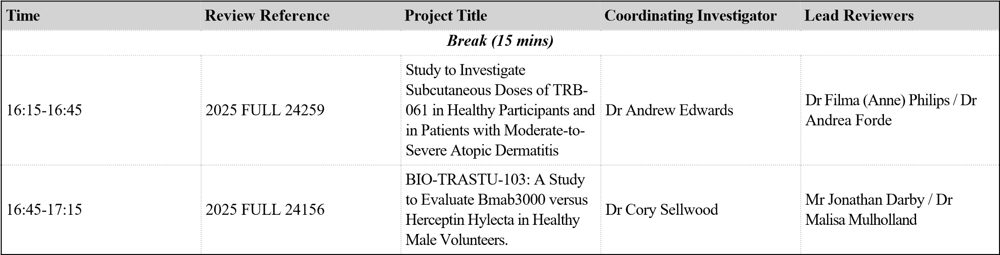 Time Review Reference Project Title Coordinating Investigator Lead Reviewers
Break (15 mins)
16:15-16:45
2025 FULL 24259
Study to Investigate
Subcutaneous Doses of TRB-
061 in Healthy Participants and
in Patients with Moderate-to-
Severe Atopic Dermatitis
Dr Andrew Edwards
Dr Filma (Anne) Philips / Dr
Andrea Forde
16:45-17:15
2025 FULL 24156
BIO-TRASTU-103: A Study
to Evaluate Bmab3000 versus
Herceptin Hylecta in Healthy
Male Volunteers.
Dr Cory Sellwood
Mr Jonathan Darby / Dr
Malisa Mulholland